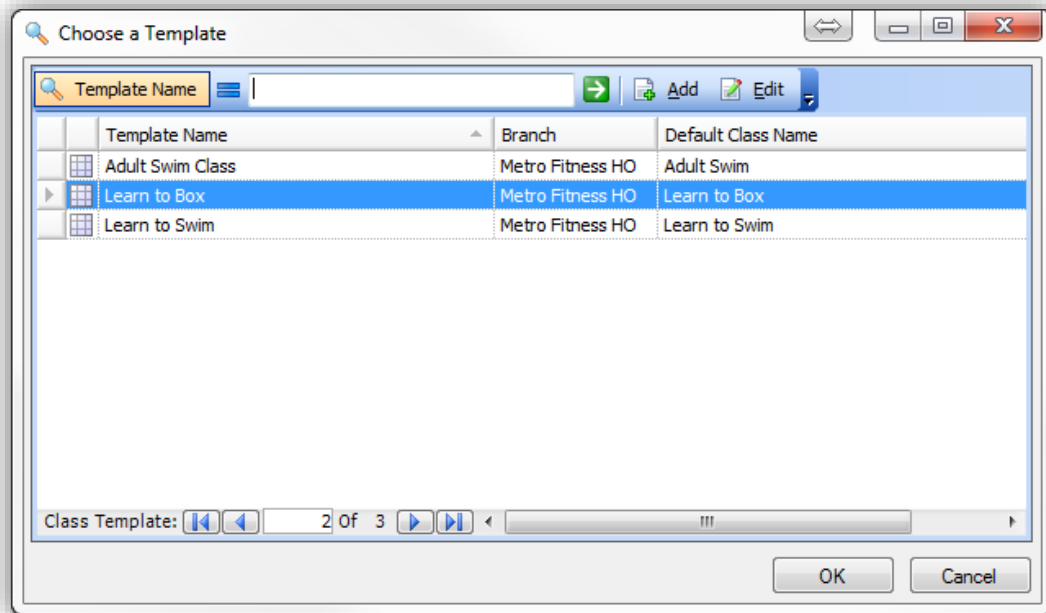 Choose a Template
Template Name Add Edit
Template Name Branch Default Class Name
Adult Swim Class Metro Fitness HO Adult Swim
Learn to Box Metro Fitness HO Learn to Box
Learn to Swim Metro Fitness HO Learn to Swim
Class Template: 2 Of 3
OK Cancel